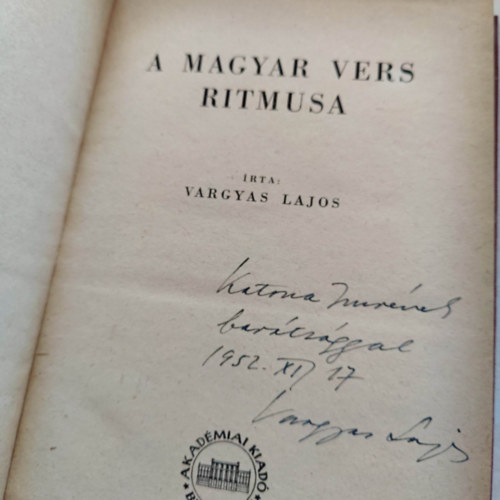 A MAGYAR VERS
RITMUSA
ÍRTA:
VARGYAS LAJOS
Katona Imrének
barátsággal
1952. XI/17
Vargyas Lajos
AKADÉMIAI KIADÓ